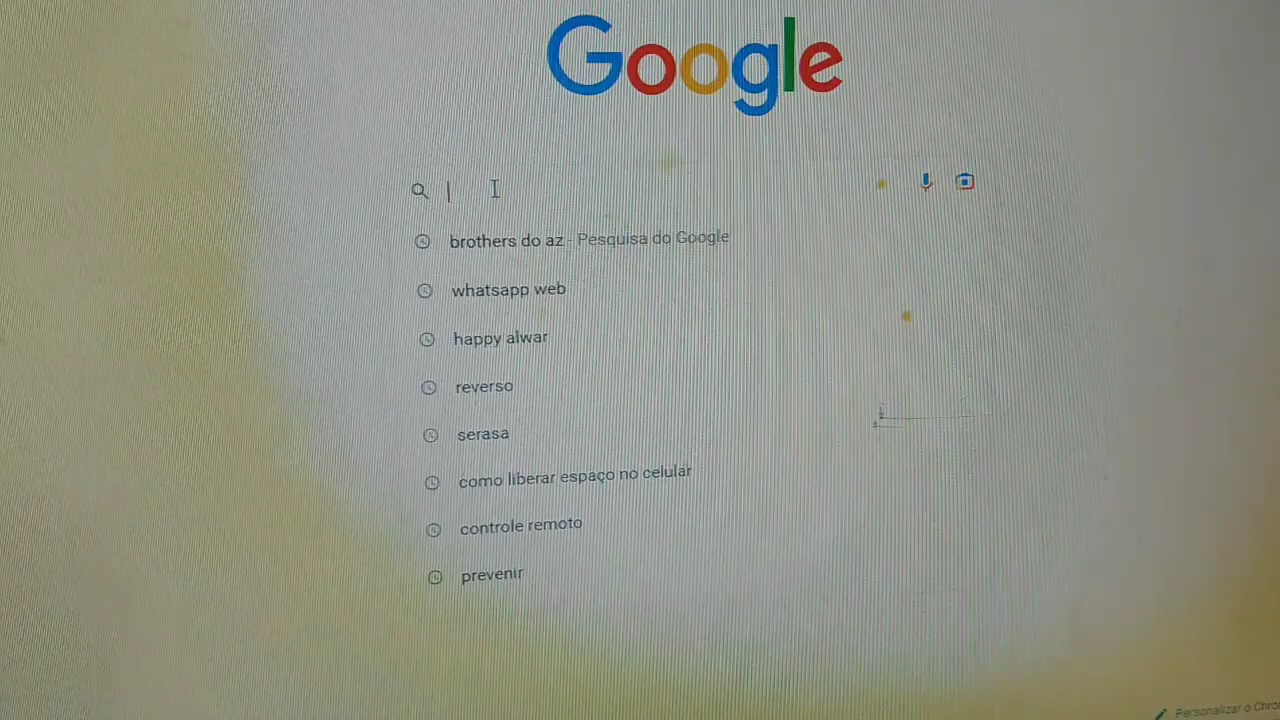 Google
brothers do az - Pesquisa do Google
whatsapp web
happy alwar
reverso
serasa
como liberar espaço no celular
controle remoto
prevenir
Personalizar o